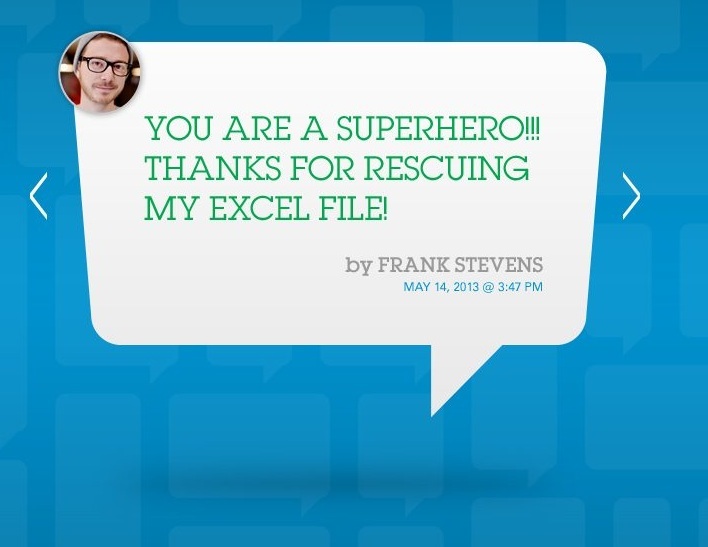 YOU ARE A SUPERHERO!!!
THANKS FOR RESCUING
MY EXCEL FILE!
by FRANK STEVENS
MAY 14, 2013 @ 3:47 PM